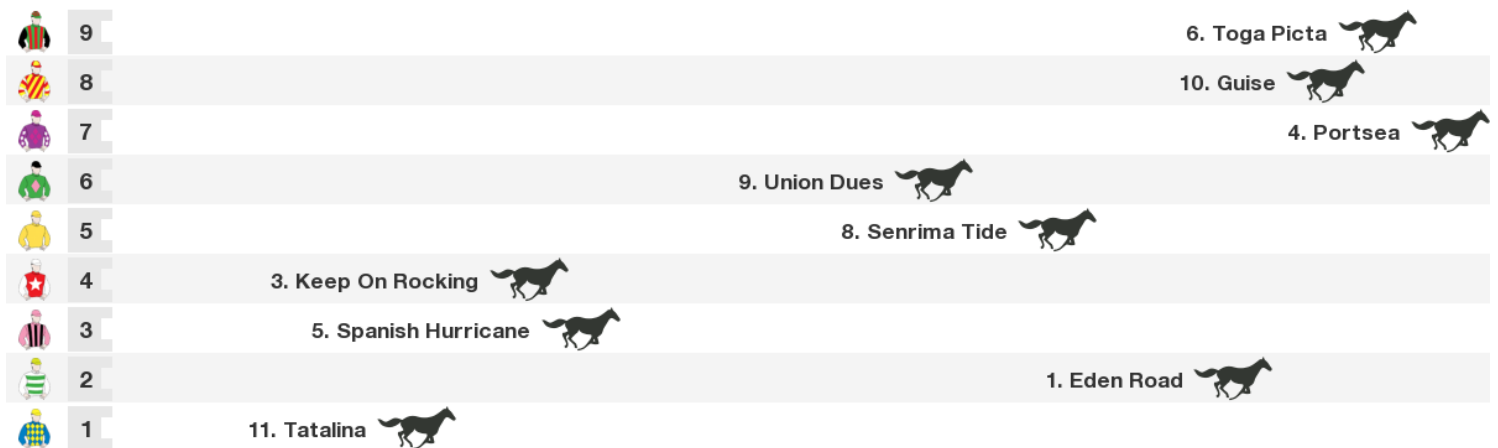 9 6. Toga Picta
8 10. Guise
7 4. Portsea
6 9. Union Dues
5 8. Senrima Tide
4 3. Keep On Rocking
3 5. Spanish Hurricane
2 1. Eden Road
1 11. Tatalina